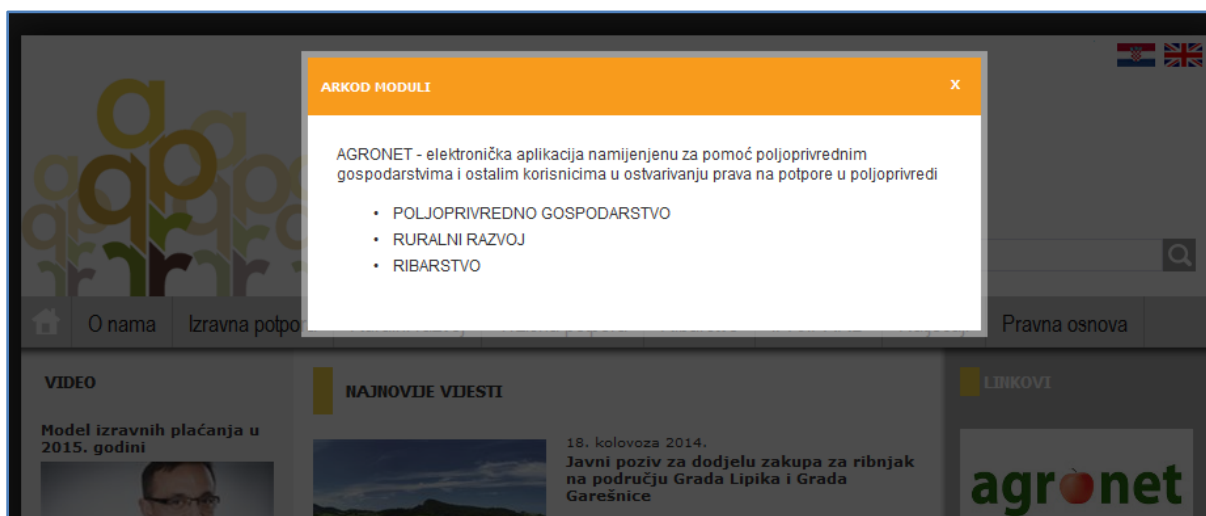 ARKOD MODULI
X
AGRONET - elektronička aplikacija namijenjenu za pomoć poljoprivrednim
gospodarstvima i ostalim korisnicima u ostvarivanju prava na potpore u poljoprivredi
• POLJOPRIVREDNO GOSPODARSTVO
• RURALNI RAZVOJ
• RIBARSTVO
O nama
Izravna potpor
Pravna osnova
VIDEO
Model izravnih plaćanja u
2015. godini
NAJNOVIJE VIJESTI
18. kolovoza 2014.
Javni poziv za dodjelu zakupa za ribnjak
na području Grada Lipika i Grada
Garešnice
LINKOVI
agronet